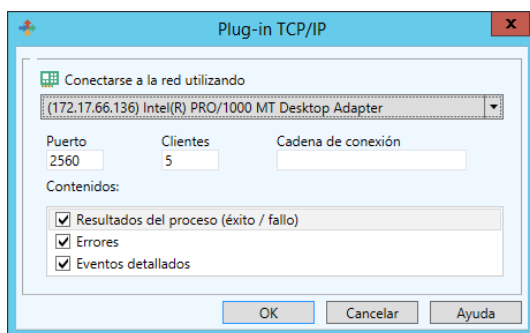 Plug-in TCP/IP
x
Conectarse a la red utilizando
(172.17.66.136) Intel(R) PRO/1000 MT Desktop Adapter
Puerto Clientes Cadena de conexión
2560 5
Contenidos:
Resultados del proceso (éxito / fallo)
Errores
Eventos detallados
OK Cancelar Ayuda